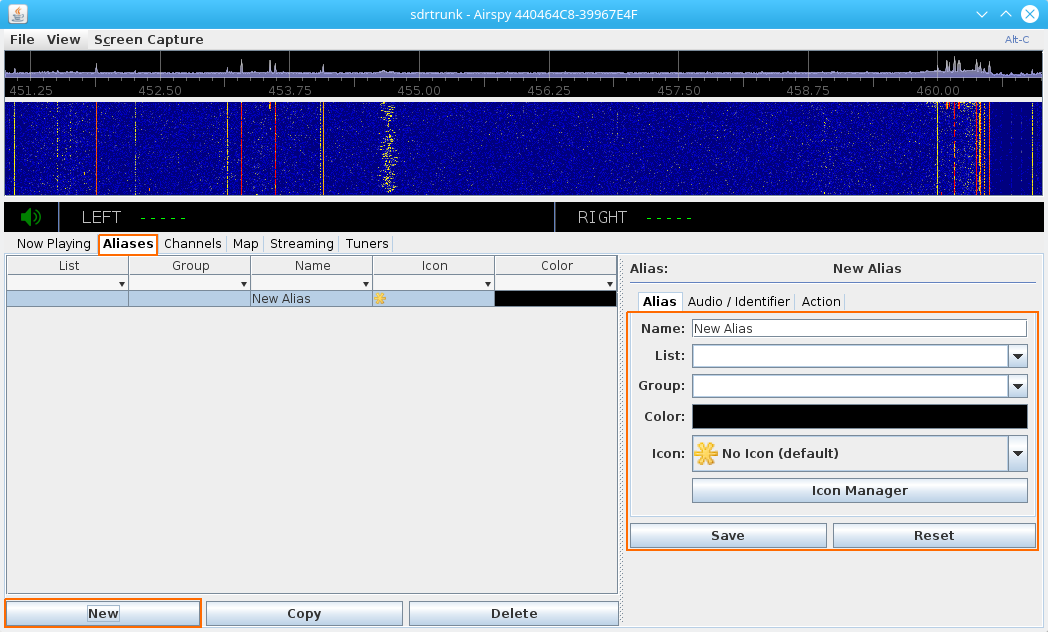 sdrtrunk - Airspy 440464C8-39967E4F
File View Screen Capture Alt-C
451.25 452.50 453.75 455.00 456.25 457.50 458.75 460.00
LEFT ----- RIGHT -----
Now Playing Aliases Channels Map Streaming Tuners
List Group Name Icon Color
New Alias
Alias: New Alias
Alias Audio / Identifier Action
Name: New Alias
List:
Group:
Color:
Icon: No Icon (default)
Icon Manager
Save Reset
New Copy Delete